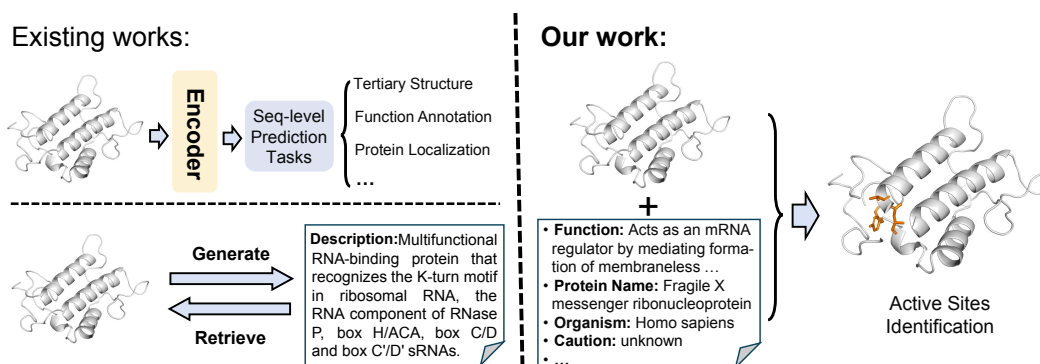 Existing works:
Encoder
Seq-level
Prediction
Tasks
Tertiary Structure
Function Annotation
Protein Localization
...
Generate
Retrieve
Description:Multifunctional
RNA-binding protein that
recognizes the K-turn motif
in ribosomal RNA, the
RNA component of RNase
P, box H/ACA, box C/D
and box C'/D' sRNAs.
Our work:
+
• Function: Acts as an mRNA
regulator by mediating forma-
tion of membraneless ...
• Protein Name: Fragile X
messenger ribonucleoprotein
• Organism: Homo sapiens
• Caution: unknown
• ...
Active Sites
Identification